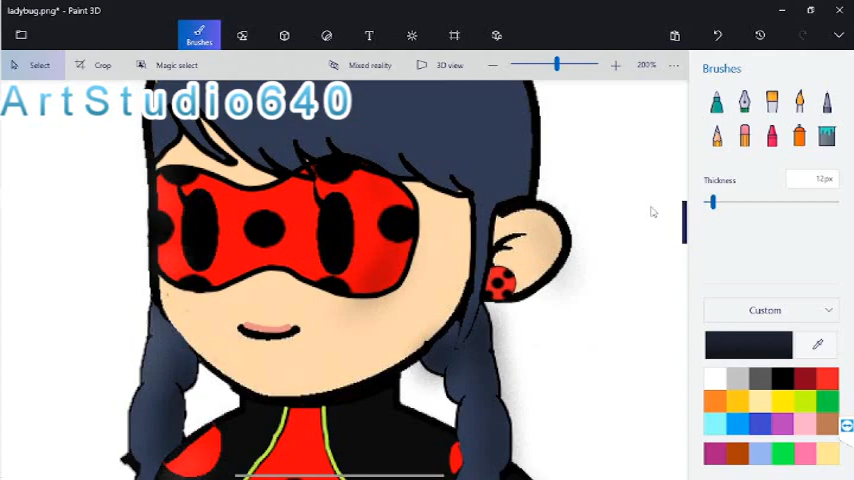 ladybug.png* - Paint 3D
Brushes
Select
Crop
Magic select
Mixed reality
3D view
200%
ArtStudio640
Brushes
Thickness
12px
Custom